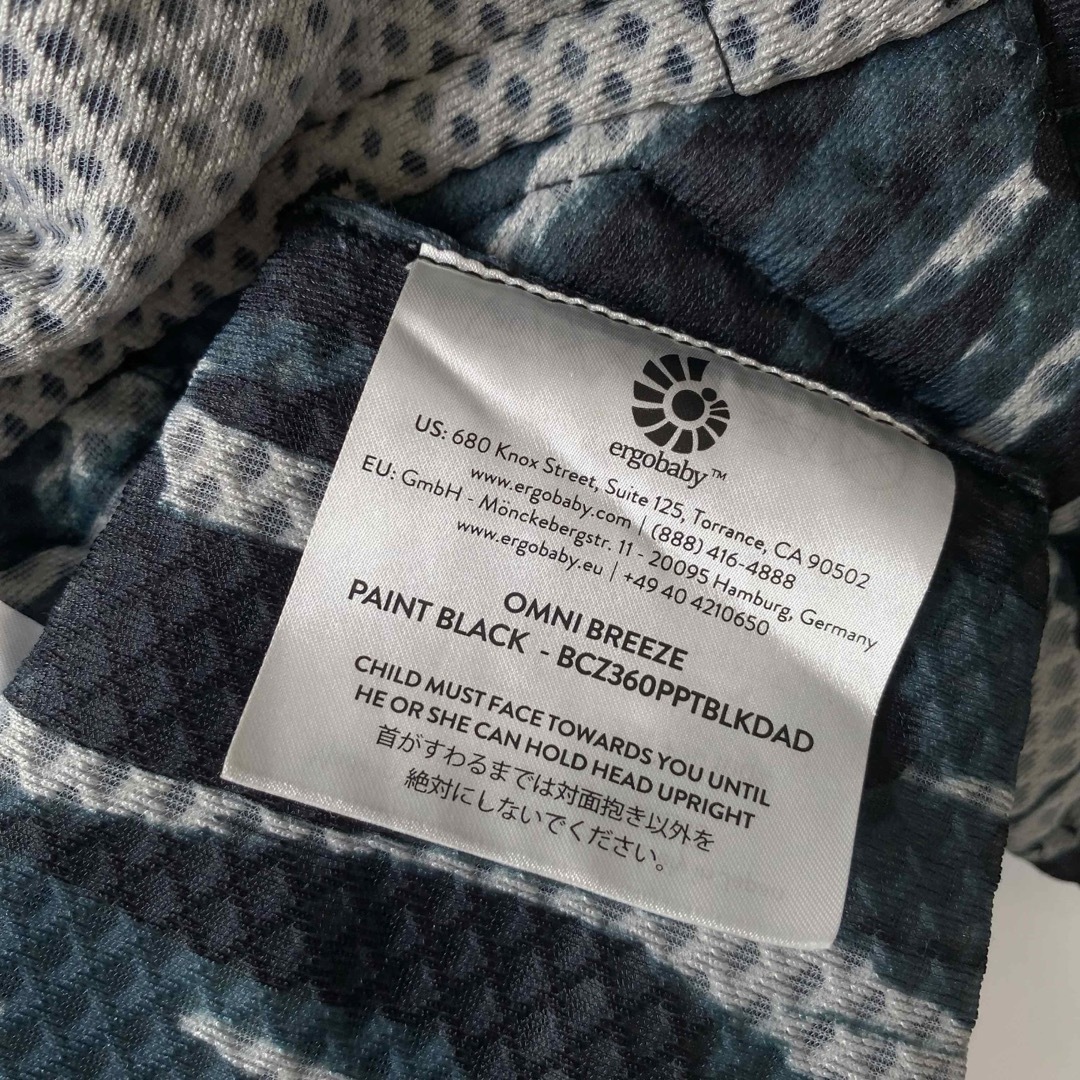 ergobaby™
US: 680 Knox Street, Suite 125, Torrance, CA 90502
www.ergobaby.com | (888) 416-4888
EU: GmbH - Mönckebergstr. 11 - 20095 Hamburg, Germany
www.ergobaby.eu | +49 40 4210650
OMNI BREEZE
PAINT BLACK - BCZ360PPTBLKDAD
CHILD MUST FACE TOWARDS YOU UNTIL
HE OR SHE CAN HOLD HEAD UPRIGHT
首がすわるまでは対面抱き以外を
絶対にしないでください。